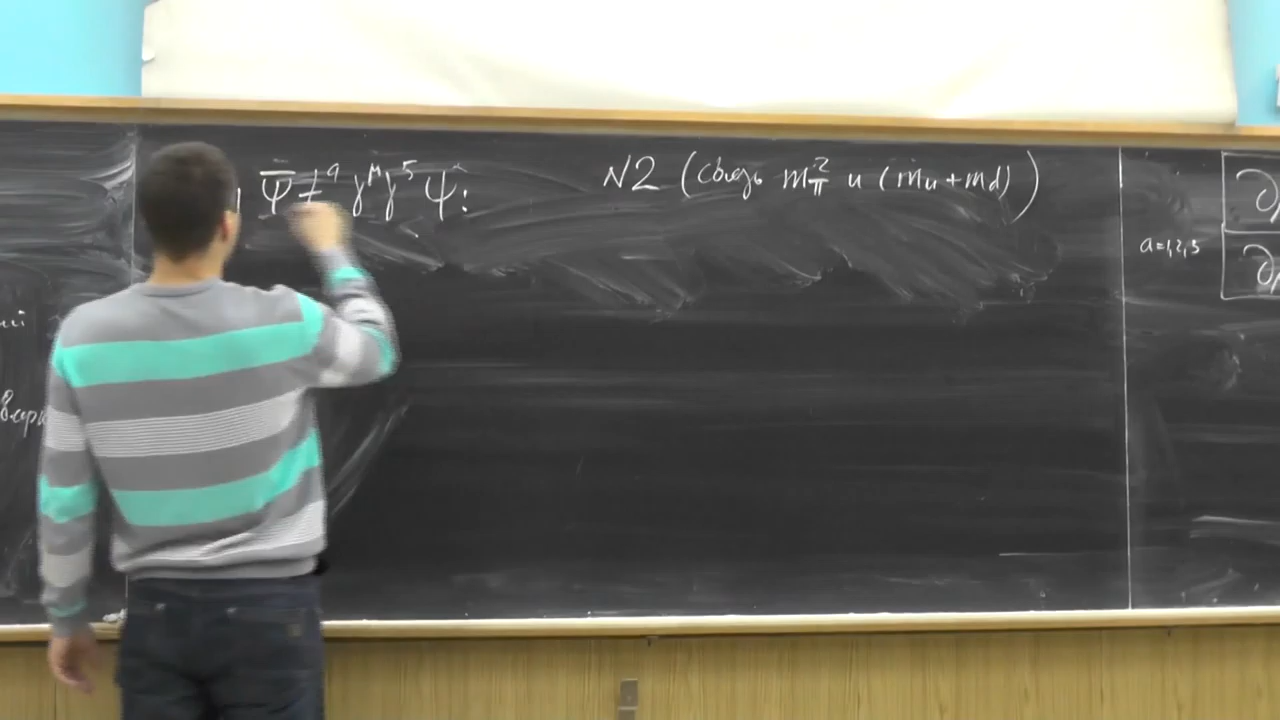 Ψ̄ t^a γ^μ γ^5 Ψ:
N2 (связь m_π^2 и (m_u + m_d))
a=1,2,3